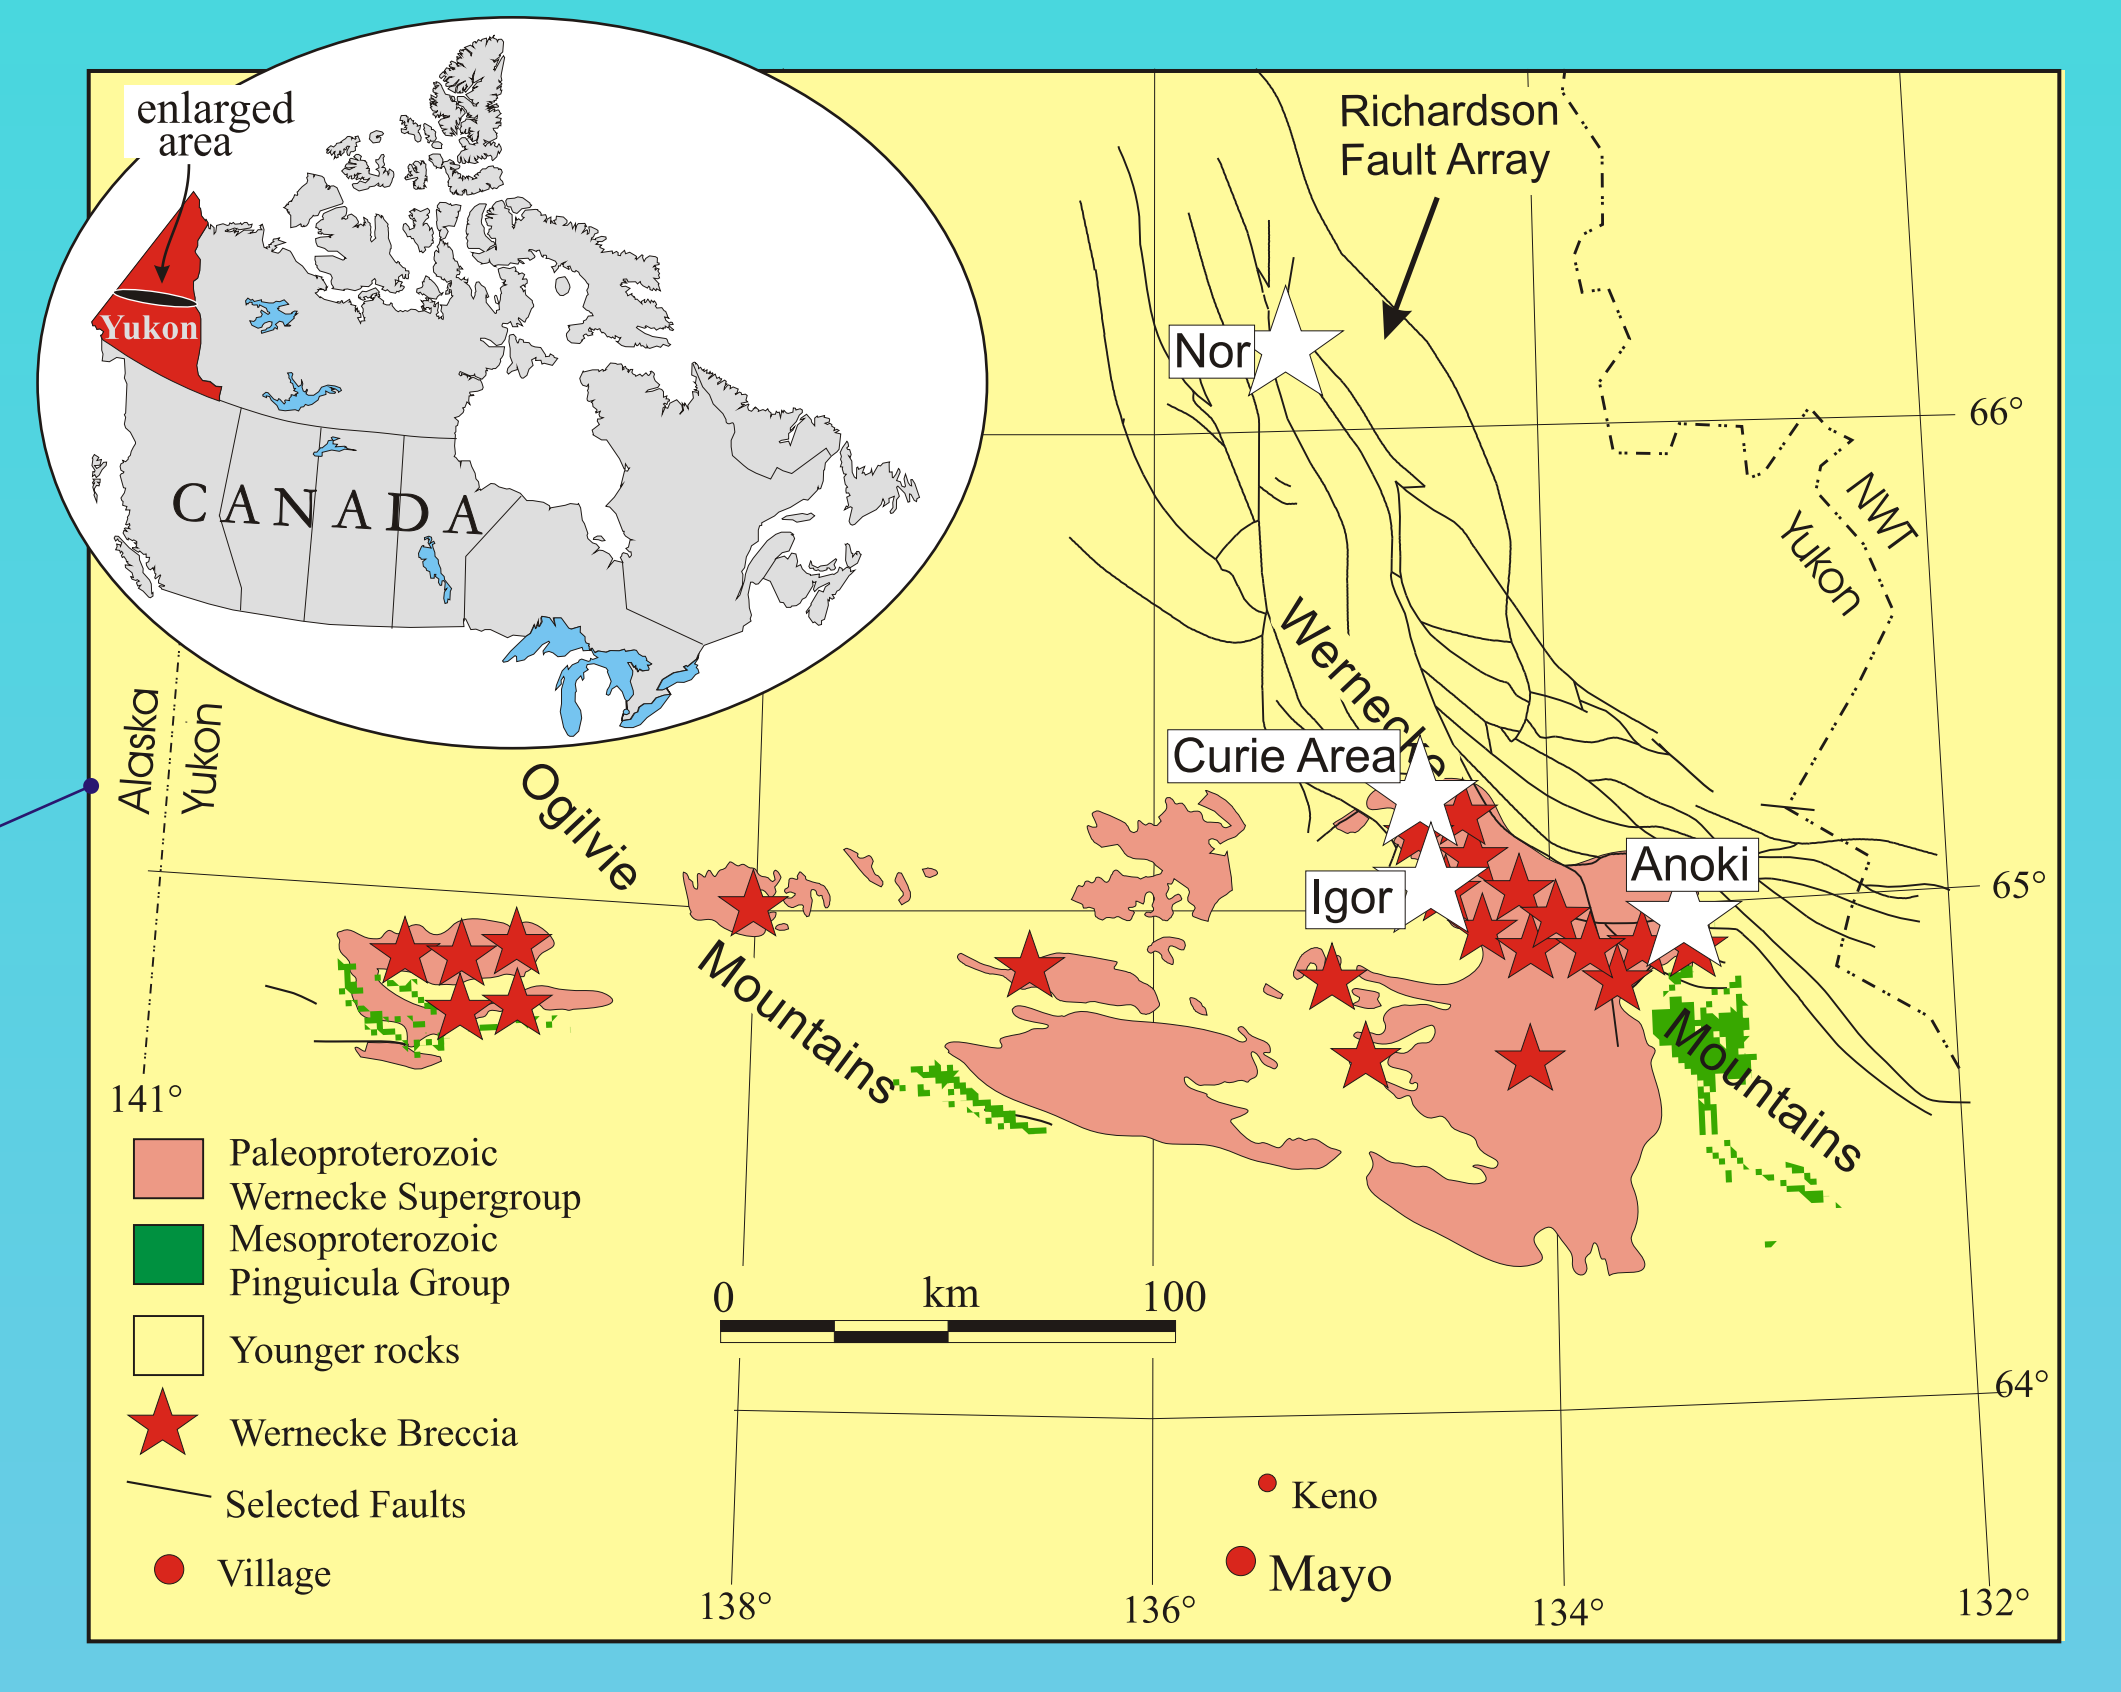 enlarged
area
Yukon
CANADA
Richardson
Fault Array
Nor
66°
NWT
Yukon
Wernecke
Alaska
Yukon
Ogilvie
Mountains
Curie Area
Igor
Anoki
65°
Mountains
141°
Paleoproterozoic
Wernecke Supergroup
Mesoproterozoic
Pinguicula Group
Younger rocks
Wernecke Breccia
Selected Faults
Village
0 km 100
64°
Keno
Mayo
138° 136° 134° 132°